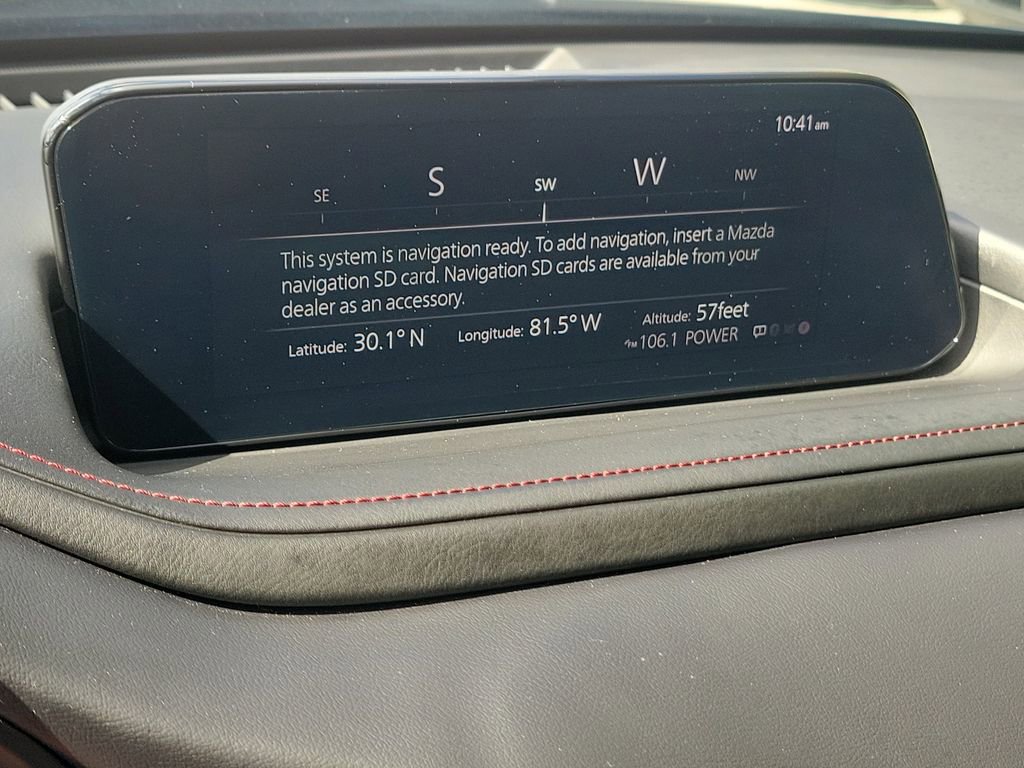 10:41am
SE S SW W NW
This system is navigation ready. To add navigation, insert a Mazda
navigation SD card. Navigation SD cards are available from your
dealer as an accessory.
Latitude: 30.1° N Longitude: 81.5° W Altitude: 57feet
FM 106.1 POWER